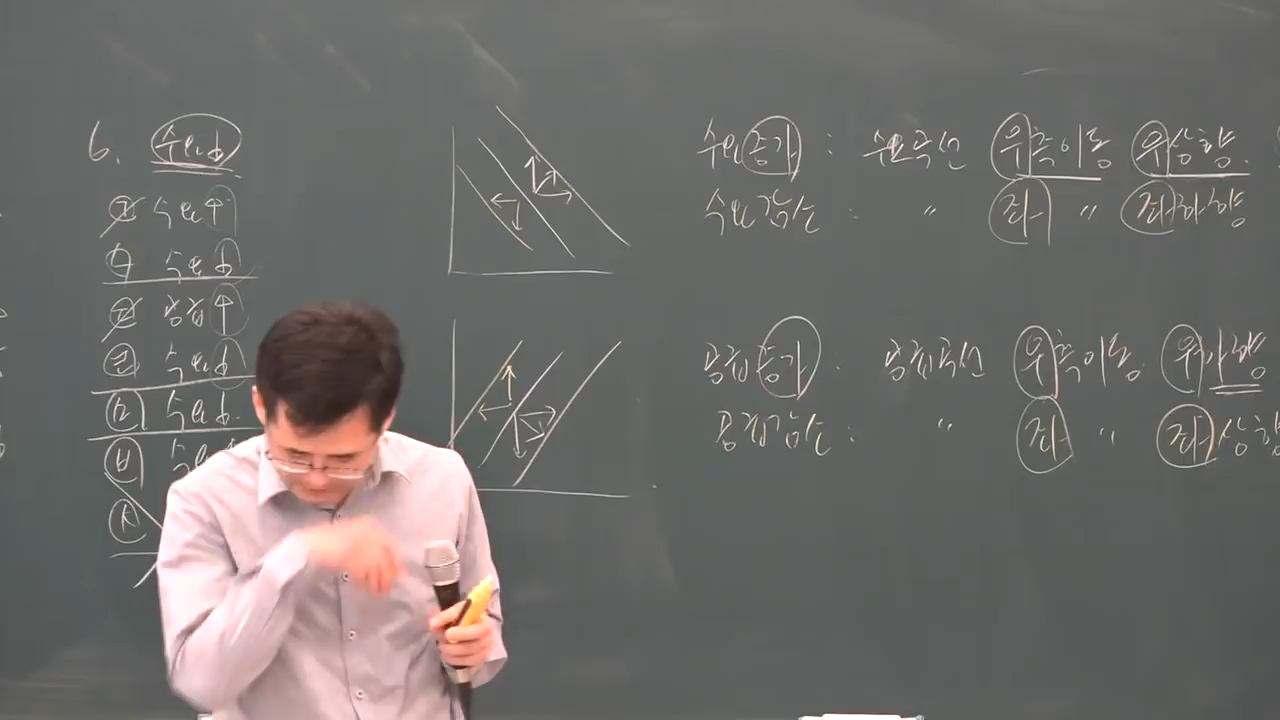 6. 수요↓
㉠ 수요↑
㉡ 수요↓
㉢ 공급↑
㉣ 수요↓
㉤ 수요↓.
㉥ 수요
㉦
수요증가 : 수요곡선 우측이동 우상향.
수요감소 : 〃 좌 〃 좌하향
공급증가 : 공급곡선 우측이동. 우하향
공급감소 : 〃 좌 〃 좌상향